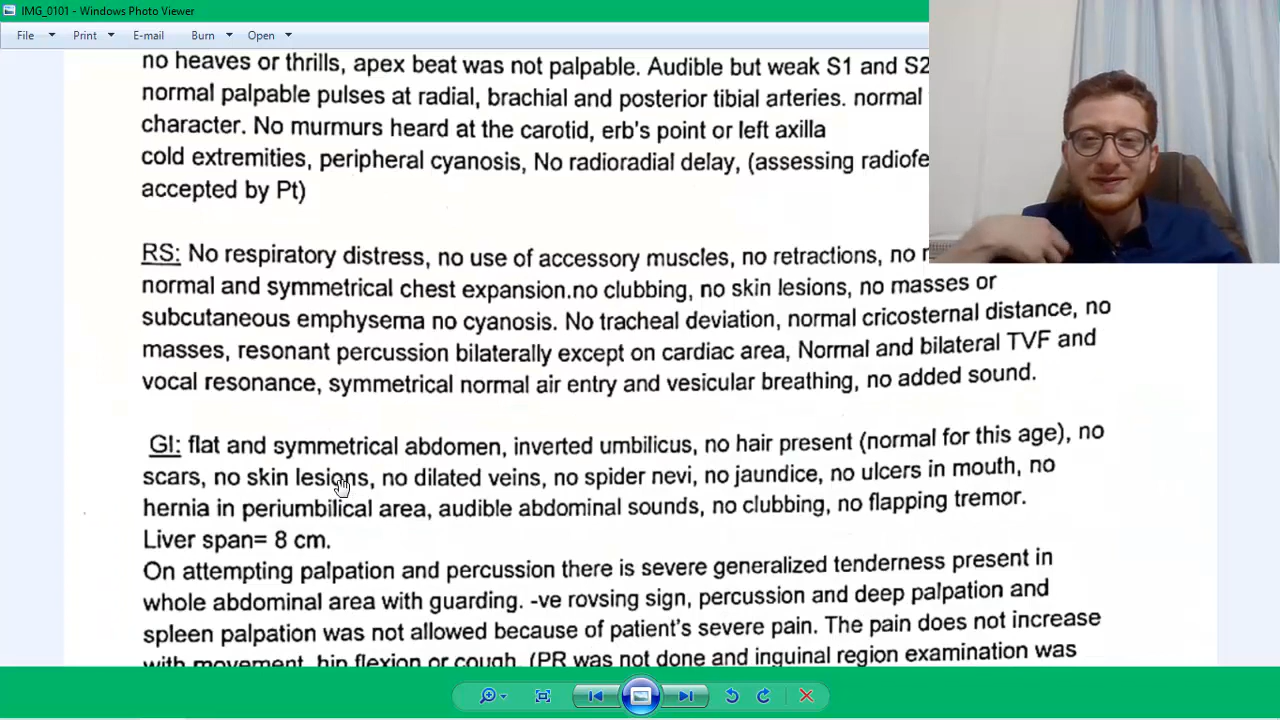 IMG_0101 - Windows Photo Viewer
File Print E-mail Burn Open
no heaves or thrills, apex beat was not palpable. Audible but weak S1 and S2
normal palpable pulses at radial, brachial and posterior tibial arteries. normal
character. No murmurs heard at the carotid, erb's point or left axilla
cold extremities, peripheral cyanosis, No radioradial delay, (assessing radiofe
accepted by Pt)
RS: No respiratory distress, no use of accessory muscles, no retractions, no
normal and symmetrical chest expansion.no clubbing, no skin lesions, no masses or
subcutaneous emphysema no cyanosis. No tracheal deviation, normal cricosternal distance, no
masses, resonant percussion bilaterally except on cardiac area, Normal and bilateral TVF and
vocal resonance, symmetrical normal air entry and vesicular breathing, no added sound.
GI: flat and symmetrical abdomen, inverted umbilicus, no hair present (normal for this age), no
scars, no skin lesions, no dilated veins, no spider nevi, no jaundice, no ulcers in mouth, no
hernia in periumbilical area, audible abdominal sounds, no clubbing, no flapping tremor.
Liver span= 8 cm.
On attempting palpation and percussion there is severe generalized tenderness present in
whole abdominal area with guarding. -ve rovsing sign, percussion and deep palpation and
spleen palpation was not allowed because of patient's severe pain. The pain does not increase
with movement, hip flexion or cough. (PR was not done and inguinal region examination was